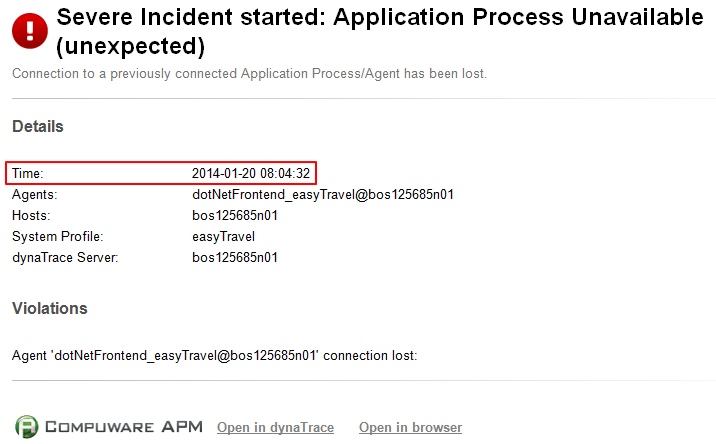 Severe Incident started: Application Process Unavailable
(unexpected)
Connection to a previously connected Application Process/Agent has been lost.
Details
Time: 2014-01-20 08:04:32
Agents: dotNetFrontend_easyTravel@bos125685n01
Hosts: bos125685n01
System Profile: easyTravel
dynaTrace Server: bos125685n01
Violations
Agent 'dotNetFrontend_easyTravel@bos125685n01' connection lost:
COMPUWARE APM Open in dynaTrace Open in browser